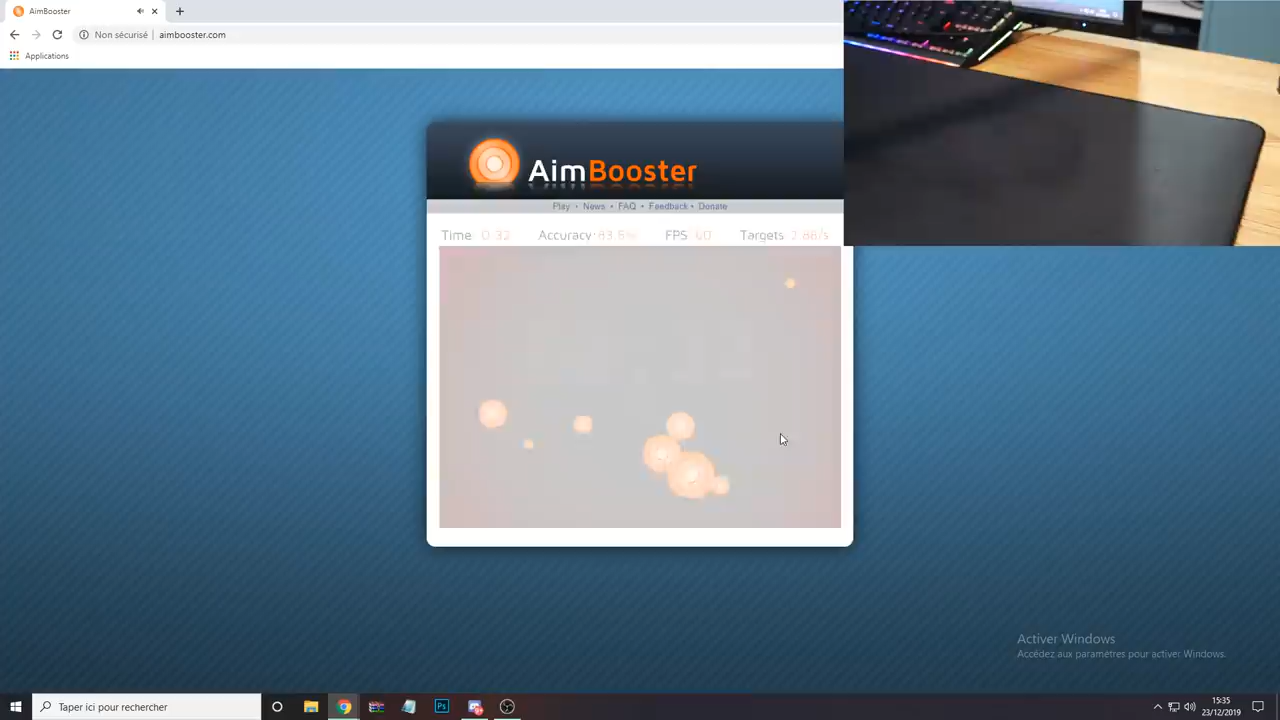 AimBooster
Non sécurisé | aimbooster.com
Applications
AimBooster
Play • News • FAQ • Feedback • Donate
Time: 0:32 Accuracy: 83.5% FPS: 60 Targets: 2.88/s
Activer Windows
Accédez aux paramètres pour activer Windows.
Taper ici pour rechercher
Ps
15:35
23/12/2019